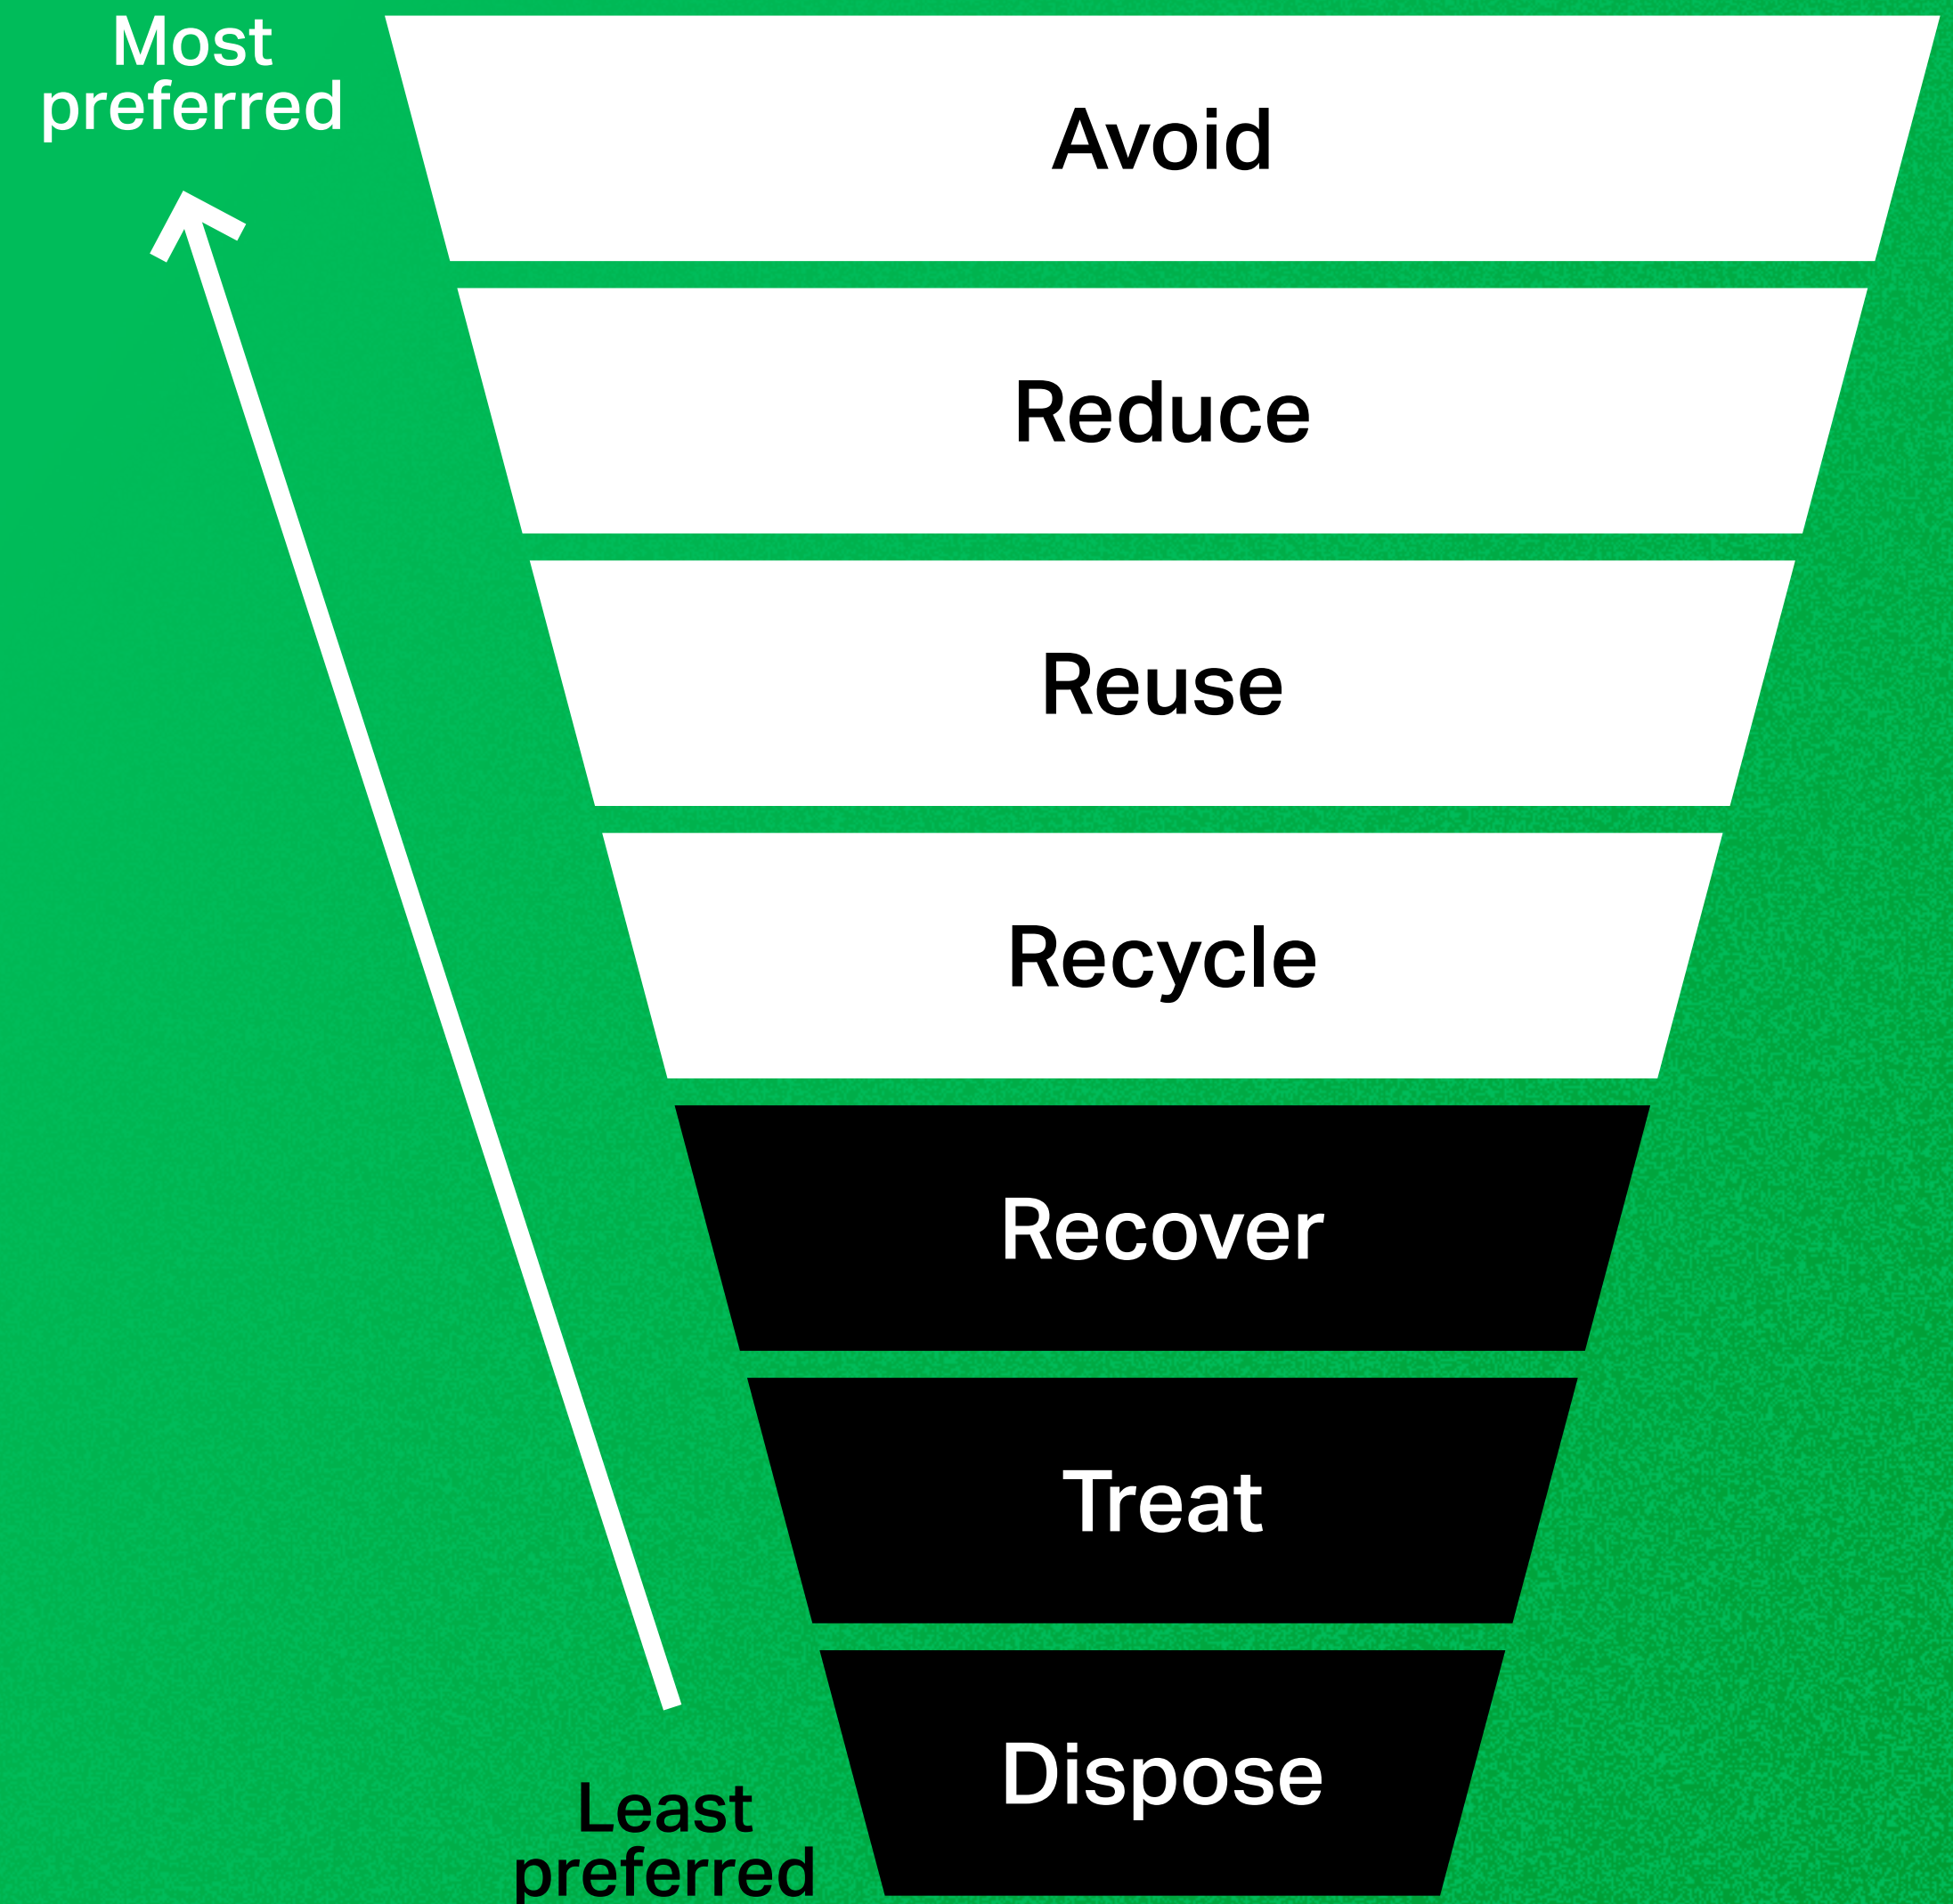 Most
preferred
Avoid
Reduce
Reuse
Recycle
Recover
Treat
Dispose
Least
preferred